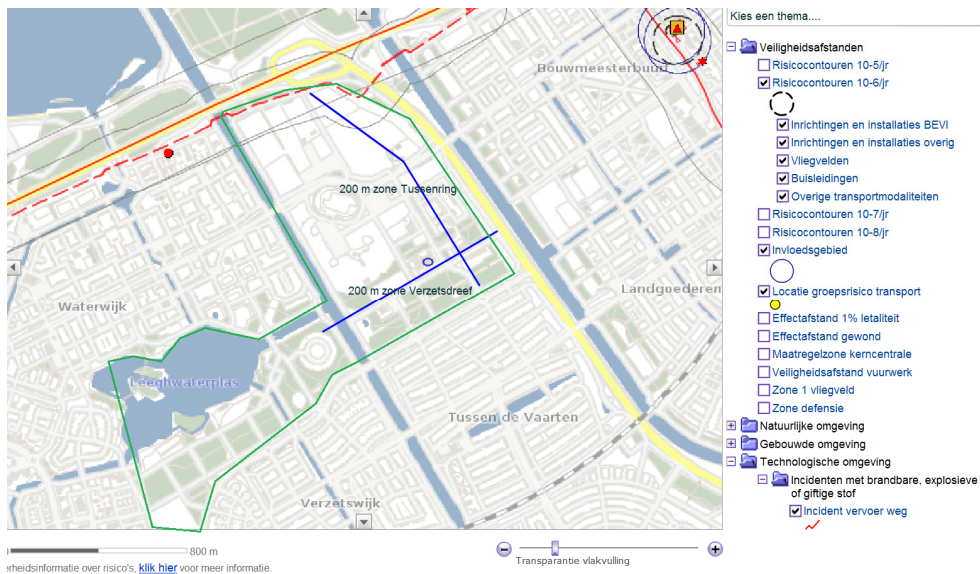 Bouwmeesterbuurt
200 m zone Tussenring
200 m zone Verzetsdreef
Landgoederen
Waterwijk
Leeghwaterplas
Tussen de Vaarten
Verzetswijk
800 m
erheidsinformatie over risico's, klik hier voor meer informatie.
Transparantie vlakvulling
Kies een thema....
Veiligheidsafstanden
Risicocontouren 10-5/jr
Risicocontouren 10-6/jr
Inrichtingen en installaties BEVI
Inrichtingen en installaties overig
Vliegvelden
Buisleidingen
Overige transportmodaliteiten
Risicocontouren 10-7/jr
Risicocontouren 10-8/jr
Invloedsgebied
Locatie groepsrisico transport
Effectafstand 1% letaliteit
Effectafstand gewond
Maatregelzone kerncentrale
Veiligheidsafstand vuurwerk
Zone 1 vliegveld
Zone defensie
Natuurlijke omgeving
Gebouwde omgeving
Technologische omgeving
Incidenten met brandbare, explosieve
of giftige stof
Incident vervoer weg